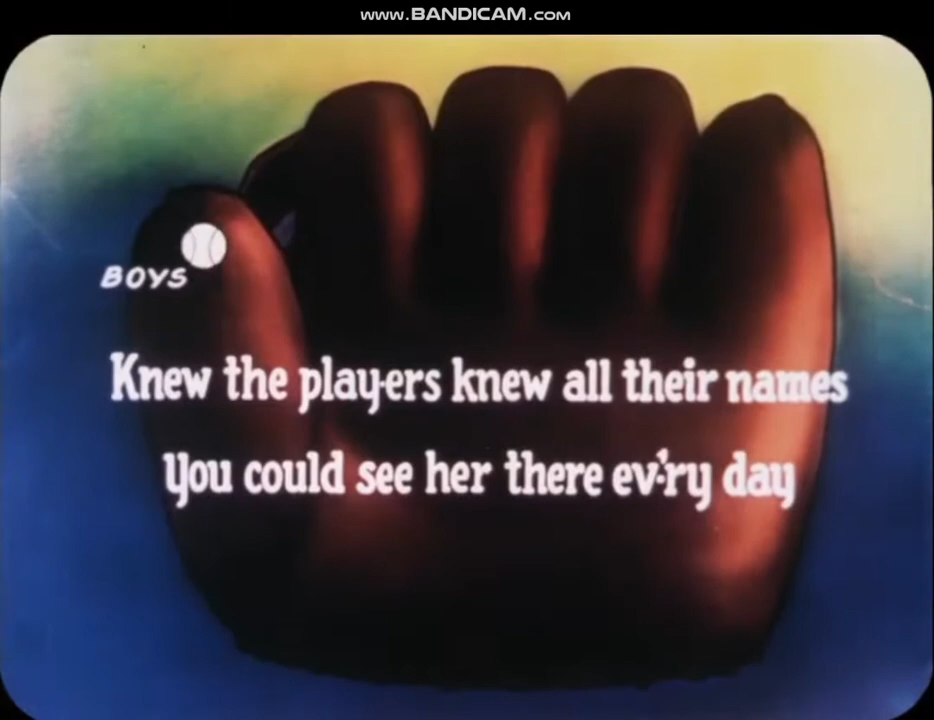 www.BANDICAM.com
BOYS
Knew the play-ers knew all their names
you could see her there ev'-ry day